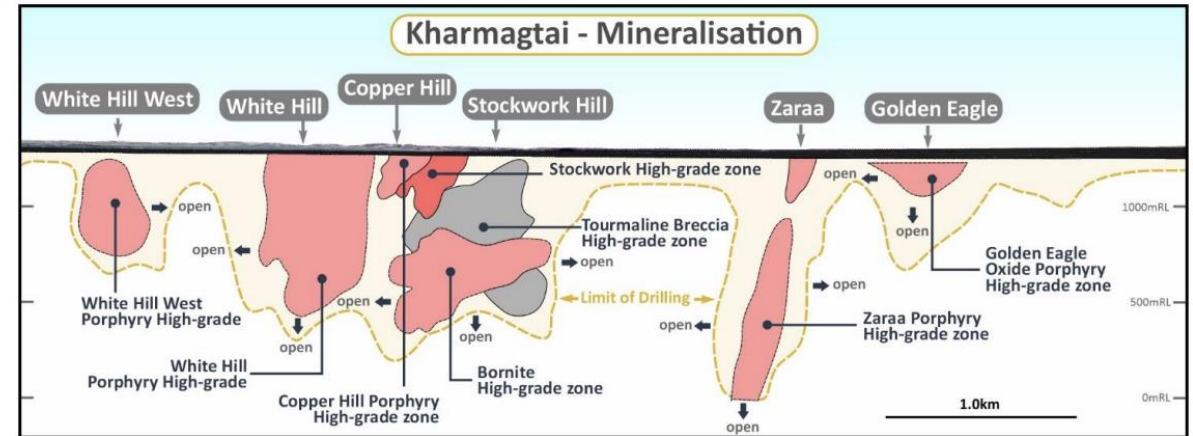 Kharmagtai - Mineralisation
White Hill West
White Hill
Copper Hill
Stockwork Hill
Zaraa
Golden Eagle
Stockwork High-grade zone
open
open
1000mRL
Tourmaline Breccia
High-grade zone
open
open
open
Golden Eagle
Oxide Porphyry
High-grade zone
open
White Hill West
Porphyry High-grade
open
Limit of Drilling
open
500mRL
open
open
open
Zaraa Porphyry
High-grade zone
White Hill
Porphyry High-grade
Bornite
High-grade zone
Copper Hill Porphyry
High-grade zone
1.0km
0mRL
open